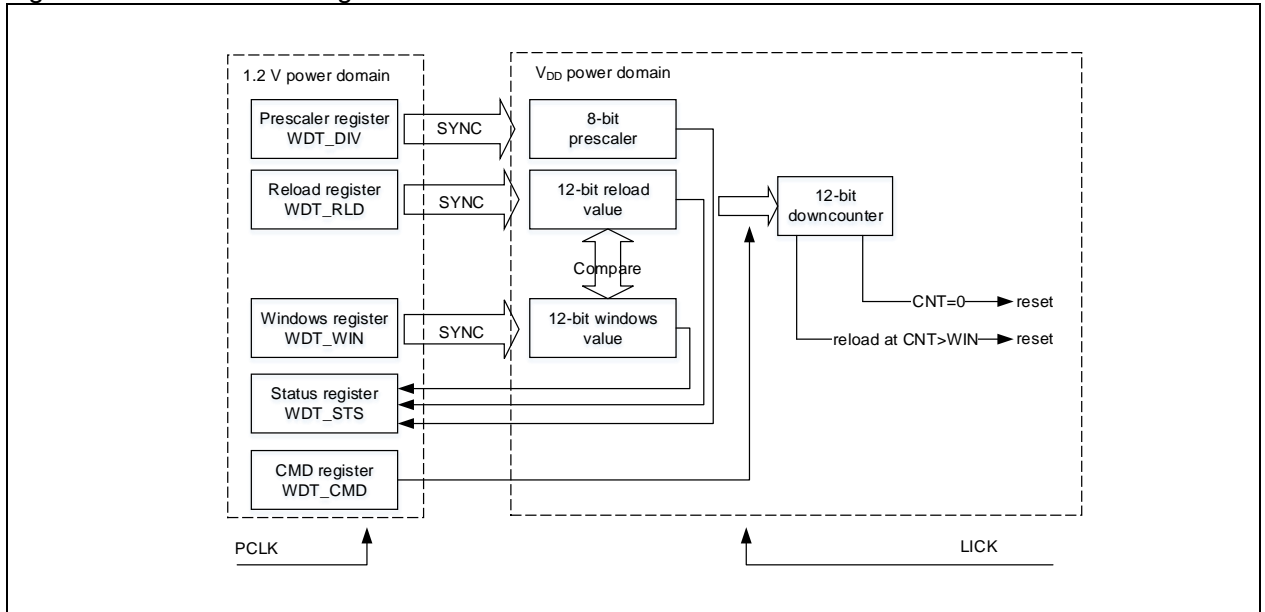 1.2 V power domain
VDD power domain
Prescaler register
WDT_DIV
SYNC
8-bit
prescaler
Reload register
WDT_RLD
SYNC
12-bit reload
value
12-bit
downcounter
Compare
CNT=0
reset
Windows register
WDT_WIN
SYNC
12-bit windows
value
reload at CNT>WIN
reset
Status register
WDT_STS
CMD register
WDT_CMD
PCLK
LICK